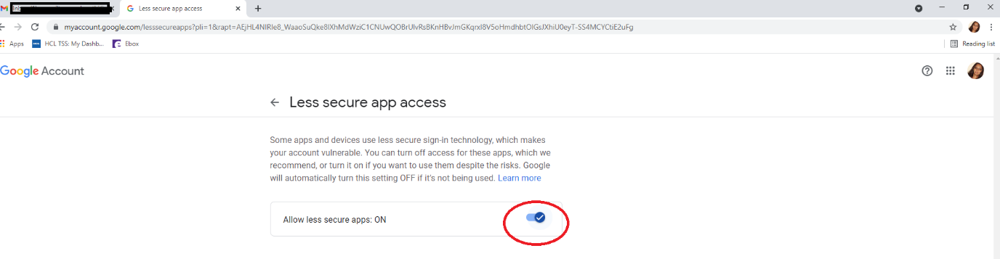 Less secure app access
myaccount.google.com/lesssecureapps?pli=1&rapt=AEjHL4NIRle8_WaaoSuQke8lXhMdWziC1CNUwQOBrUlvRsBKnHBvJmGKqrxl8V5oHmdhbtOIGsJXhiU0eyT-SS4MCYCtiE2uFg
Apps HCL TSS: My Dashb... Ebox Reading list
Google Account
Less secure app access
Some apps and devices use less secure sign-in technology, which makes
your account vulnerable. You can turn off access for these apps, which we
recommend, or turn it on if you want to use them despite the risks. Google
will automatically turn this setting OFF if it's not being used. Learn more
Allow less secure apps: ON